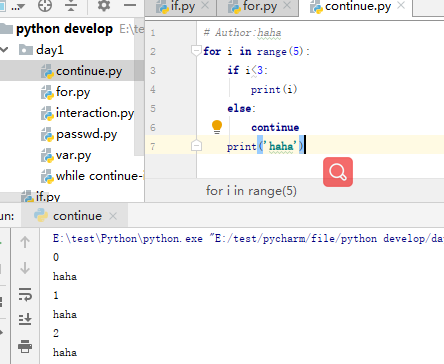 if.py × for.py × continue.py ×
python develop E:\te
day1
continue.py
for.py
interaction.py
passwd.py
var.py
while continue-
if.py
1 # Author:haha
2 for i in range(5):
3 if i<3:
4 print(i)
5 else:
6 continue
7 print('haha')
for i in range(5)
un: continue ×
E:\test\Python\python.exe "E:/test/pycharm/file/python develop/da
0
haha
1
haha
2
haha